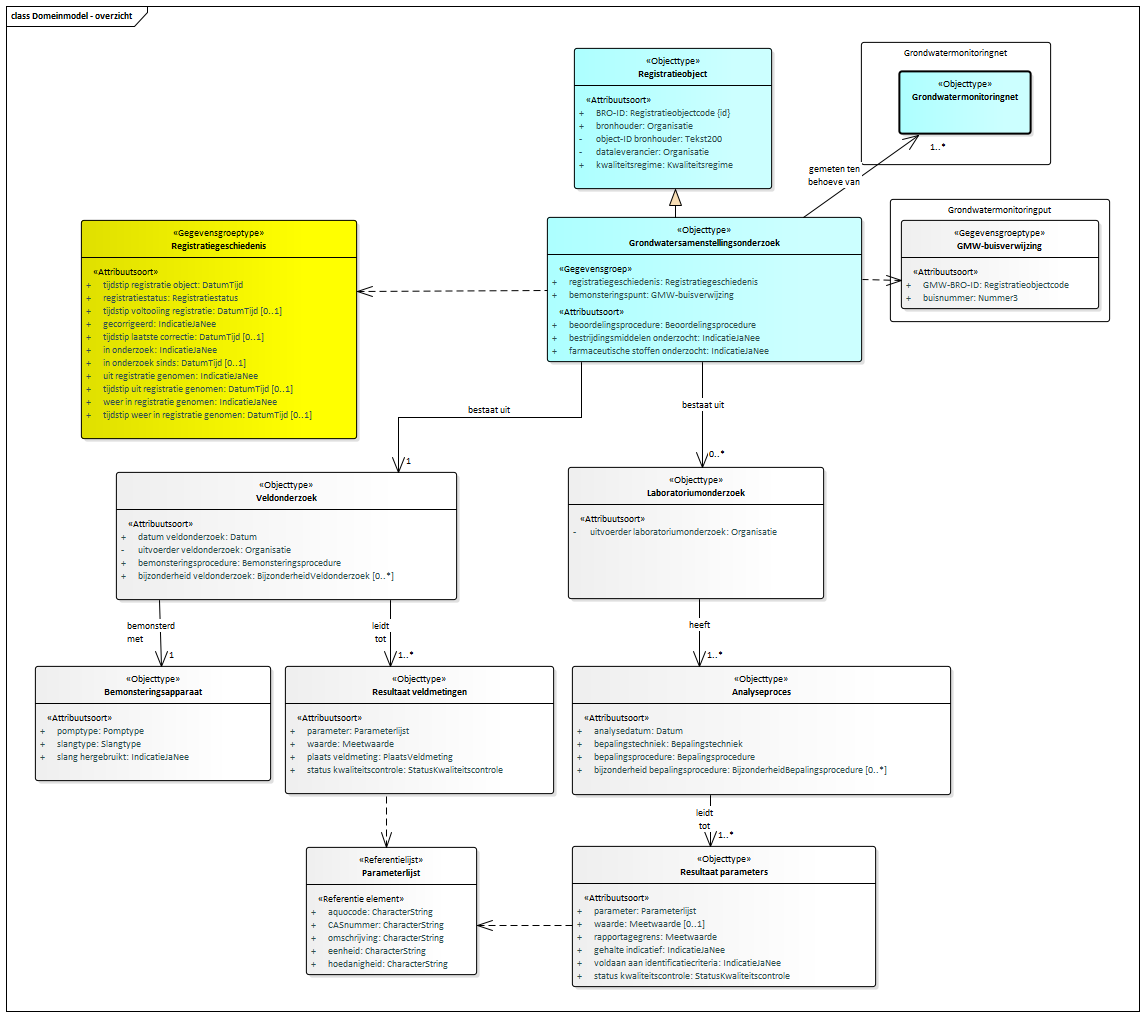 class Domeinmodel - overzicht
«Objecttype»
Registratieobject
«Attribuutsoort»
+ BRO-ID: Registratieobjectcode {id}
+ bronhouder: Organisatie
- object-ID bronhouder: Tekst200
- dataleverancier: Organisatie
+ kwaliteitsregime: Kwaliteitsregime
Grondwatermonitoringnet
«Objecttype»
Grondwatermonitoringnet
1..*
gemeten ten
behoeve van
Grondwatermonitoringput
«Gegevensgroeptype»
GMW-buisverwijzing
«Attribuutsoort»
+ GMW-BRO-ID: Registratieobjectcode
+ buisnummer: Nummer3
«Objecttype»
Grondwatersamenstellingsonderzoek
«Gegevensgroep»
+ registratiegeschiedenis: Registratiegeschiedenis
+ bemonsteringspunt: GMW-buisverwijzing
«Attribuutsoort»
+ beoordelingsprocedure: Beoordelingsprocedure
+ bestrijdingsmiddelen onderzocht: IndicatieJaNee
+ farmaceutische stoffen onderzocht: IndicatieJaNee
«Gegevensgroeptype»
Registratiegeschiedenis
«Attribuutsoort»
+ tijdstip registratie object: DatumTijd
+ registratiestatus: Registratiestatus
+ tijdstip voltooiing registratie: DatumTijd [0..1]
+ gecorrigeerd: IndicatieJaNee
+ tijdstip laatste correctie: DatumTijd [0..1]
+ in onderzoek: IndicatieJaNee
+ in onderzoek sinds: DatumTijd [0..1]
+ uit registratie genomen: IndicatieJaNee
+ tijdstip uit registratie genomen: DatumTijd [0..1]
+ weer in registratie genomen: IndicatieJaNee
+ tijdstip weer in registratie genomen: DatumTijd [0..1]
bestaat uit
1
bestaat uit
0..*
«Objecttype»
Veldonderzoek
«Attribuutsoort»
+ datum veldonderzoek: Datum
- uitvoerder veldonderzoek: Organisatie
+ bemonsteringsprocedure: Bemonsteringsprocedure
+ bijzonderheid veldonderzoek: BijzonderheidVeldonderzoek [0..*]
«Objecttype»
Laboratoriumonderzoek
«Attribuutsoort»
- uitvoerder laboratoriumonderzoek: Organisatie
bemonsterd
met
1
leidt
tot
1..*
heeft
1..*
«Objecttype»
Bemonsteringsapparaat
«Attribuutsoort»
+ pomptype: Pomptype
+ slangtype: Slangtype
+ slang hergebruikt: IndicatieJaNee
«Objecttype»
Resultaat veldmetingen
«Attribuutsoort»
+ parameter: Parameterlijst
+ waarde: Meetwaarde
+ plaats veldmeting: PlaatsVeldmeting
+ status kwaliteitscontrole: StatusKwaliteitscontrole
«Objecttype»
Analyseproces
«Attribuutsoort»
+ analysedatum: Datum
+ bepalingstechniek: Bepalingstechniek
+ bepalingsprocedure: Bepalingsprocedure
+ bijzonderheid bepalingsprocedure: BijzonderheidBepalingsprocedure [0..*]
leidt
tot
1..*
«Referentielijst»
Parameterlijst
«Referentie element»
+ aquocode: CharacterString
+ CASnummer: CharacterString
+ omschrijving: CharacterString
+ eenheid: CharacterString
+ hoedanigheid: CharacterString
«Objecttype»
Resultaat parameters
«Attribuutsoort»
+ parameter: Parameterlijst
+ waarde: Meetwaarde [0..1]
+ rapportagegrens: Meetwaarde
+ gehalte indicatief: IndicatieJaNee
+ voldaan aan identificatiecriteria: IndicatieJaNee
+ status kwaliteitscontrole: StatusKwaliteitscontrole